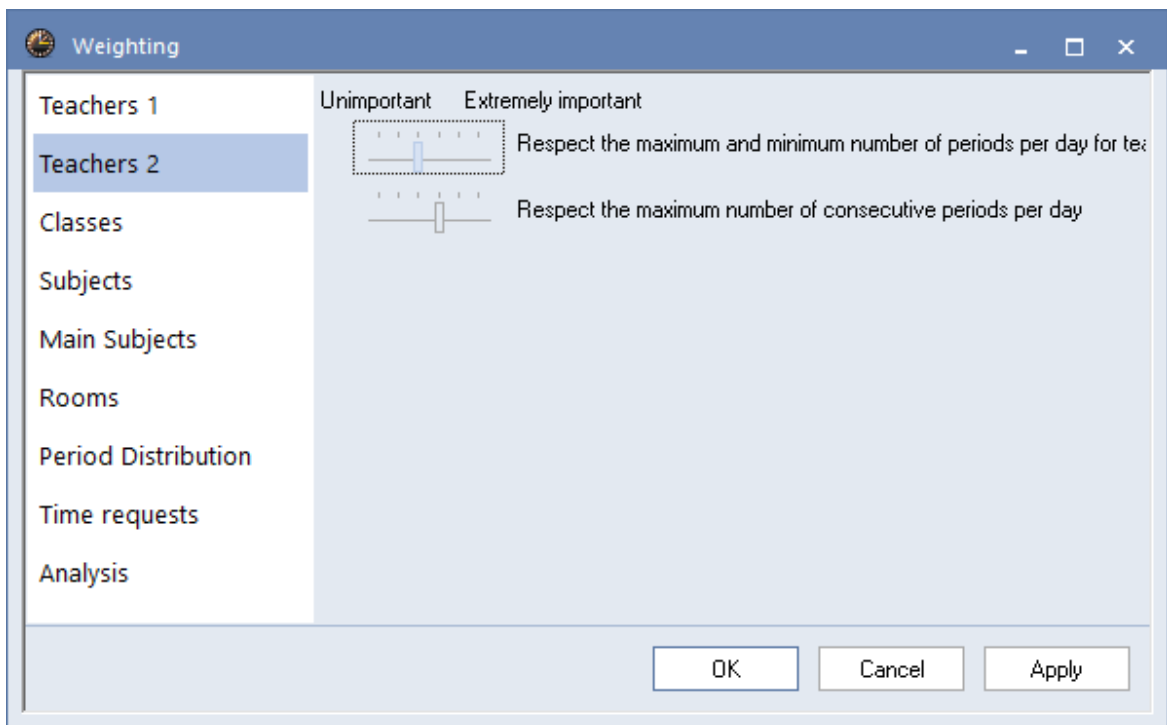 Weighting
Teachers 1
Teachers 2
Classes
Subjects
Main Subjects
Rooms
Period Distribution
Time requests
Analysis
Unimportant Extremely important
Respect the maximum and minimum number of periods per day for
Respect the maximum number of consecutive periods per day
OK Cancel Apply